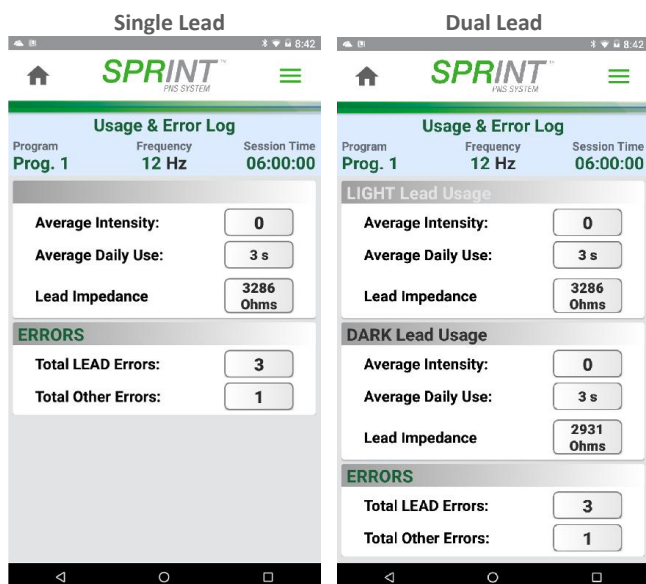 Single Lead
8:42
SPRINT™
PNS SYSTEM
Usage & Error Log
Program Frequency Session Time
Prog. 1 12 Hz 06:00:00
Average Intensity: 0
Average Daily Use: 3 s
Lead Impedance 3286 Ohms
ERRORS
Total LEAD Errors: 3
Total Other Errors: 1
Dual Lead
8:42
SPRINT™
PNS SYSTEM
Usage & Error Log
Program Frequency Session Time
Prog. 1 12 Hz 06:00:00
LIGHT Lead Usage
Average Intensity: 0
Average Daily Use: 3 s
Lead Impedance 3286 Ohms
DARK Lead Usage
Average Intensity: 0
Average Daily Use: 3 s
Lead Impedance 2931 Ohms
ERRORS
Total LEAD Errors: 3
Total Other Errors: 1